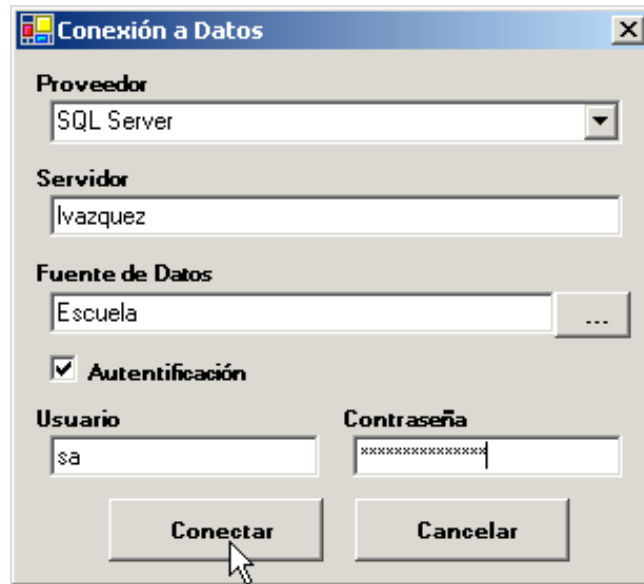 Conexión a Datos
Proveedor
SQL Server
Servidor
lvazquez
Fuente de Datos
Escuela
...
Autentificación
Usuario Contraseña
sa ***************
Conectar Cancelar